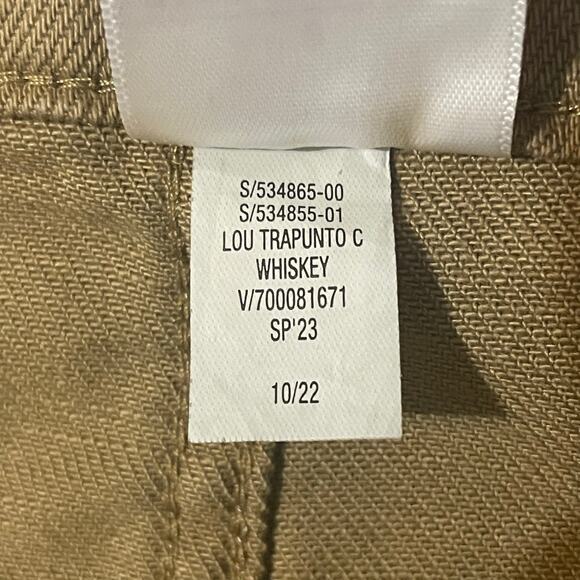 S/534865-00
S/534855-01
LOU TRAPUNTO C
WHISKEY
V/700081671
SP'23
10/22